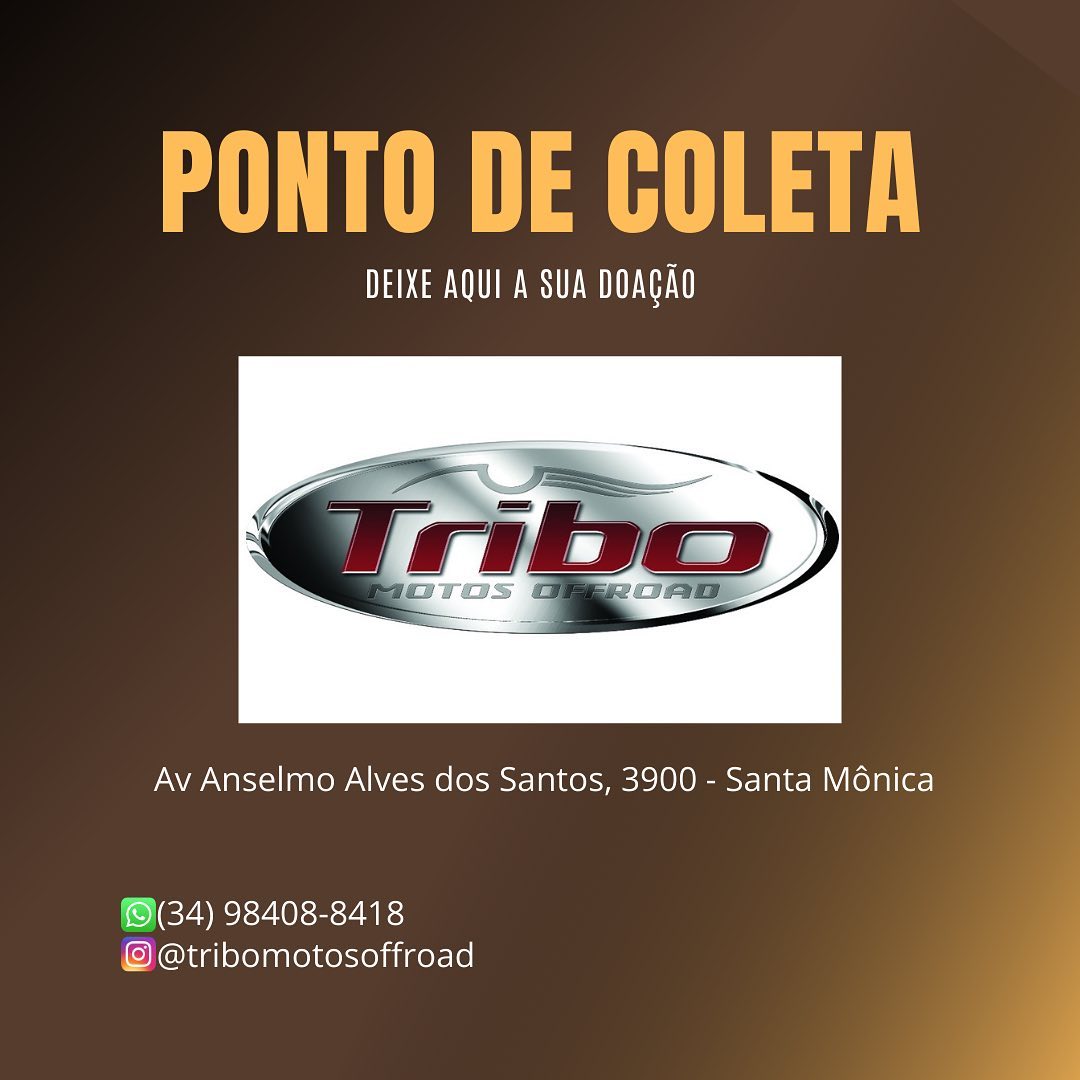 PONTO DE COLETA
DEIXE AQUI A SUA DOAÇÃO
Tribo
MOTOS OFFROAD
Av Anselmo Alves dos Santos, 3900 - Santa Mônica
(34) 98408-8418
@tribomotosoffroad